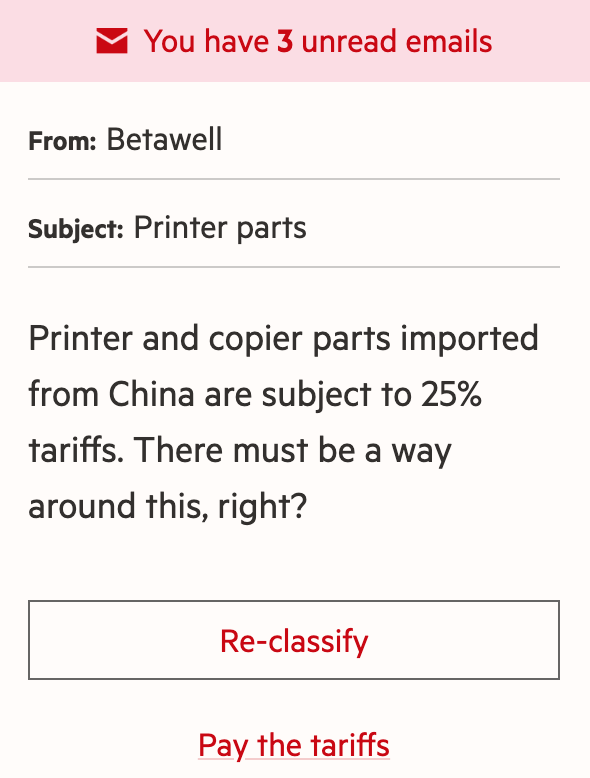 You have 3 unread emails
From: Betawell
Subject: Printer parts
Printer and copier parts imported
from China are subject to 25%
tariffs. There must be a way
around this, right?
Re-classify
Pay the tariffs